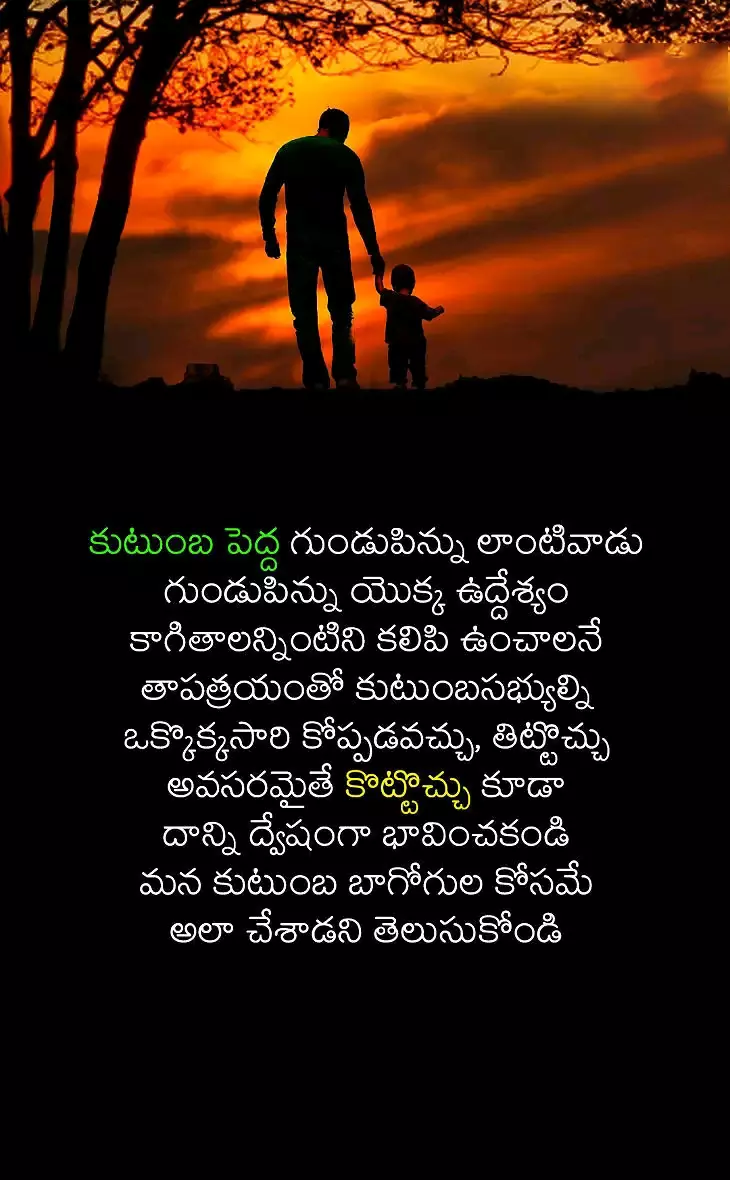 కుటుంబ పెద్ద గుండుపిన్ను లాంటివాడు
గుండుపిన్ను యొక్క ఉద్దేశ్యం
కాగితాలన్నింటిని కలిపి ఉంచాలనే
తాపత్రయంతో కుటుంబసభ్యుల్ని
ఒక్కొక్కసారి కోప్పడవచ్చు, తిట్టొచ్చు
అవసరమైతే కొట్టొచ్చు కూడా
దాన్ని ద్వేషంగా భావించకండి
మన కుటుంబ బాగోగుల కోసమే
అలా చేశాడని తెలుసుకోండి